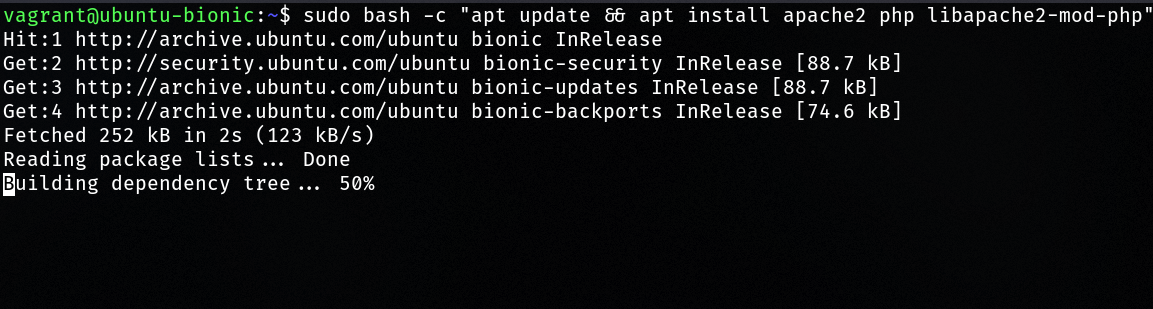 vagrant@ubuntu-bionic:~$ sudo bash -c "apt update && apt install apache2 php libapache2-mod-php"
Hit:1 http://archive.ubuntu.com/ubuntu bionic InRelease
Get:2 http://security.ubuntu.com/ubuntu bionic-security InRelease [88.7 kB]
Get:3 http://archive.ubuntu.com/ubuntu bionic-updates InRelease [88.7 kB]
Get:4 http://archive.ubuntu.com/ubuntu bionic-backports InRelease [74.6 kB]
Fetched 252 kB in 2s (123 kB/s)
Reading package lists... Done
Building dependency tree... 50%